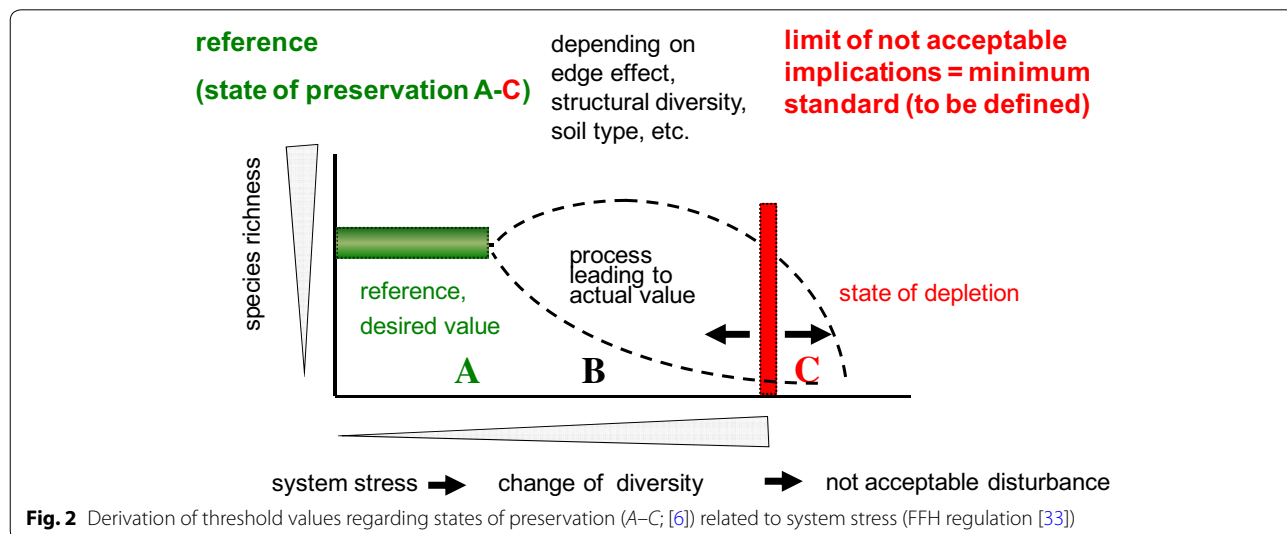 reference
(state of preservation A-C)
depending on
edge effect,
structural diversity,
soil type, etc.
limit of not acceptable
implications = minimum
standard (to be defined)
species richness
reference,
desired value
process
leading to
actual value
state of depletion
A
B
C
system stress
change of diversity
not acceptable disturbance
Fig. 2 Derivation of threshold values regarding states of preservation (A–C; [6]) related to system stress (FFH regulation [33])